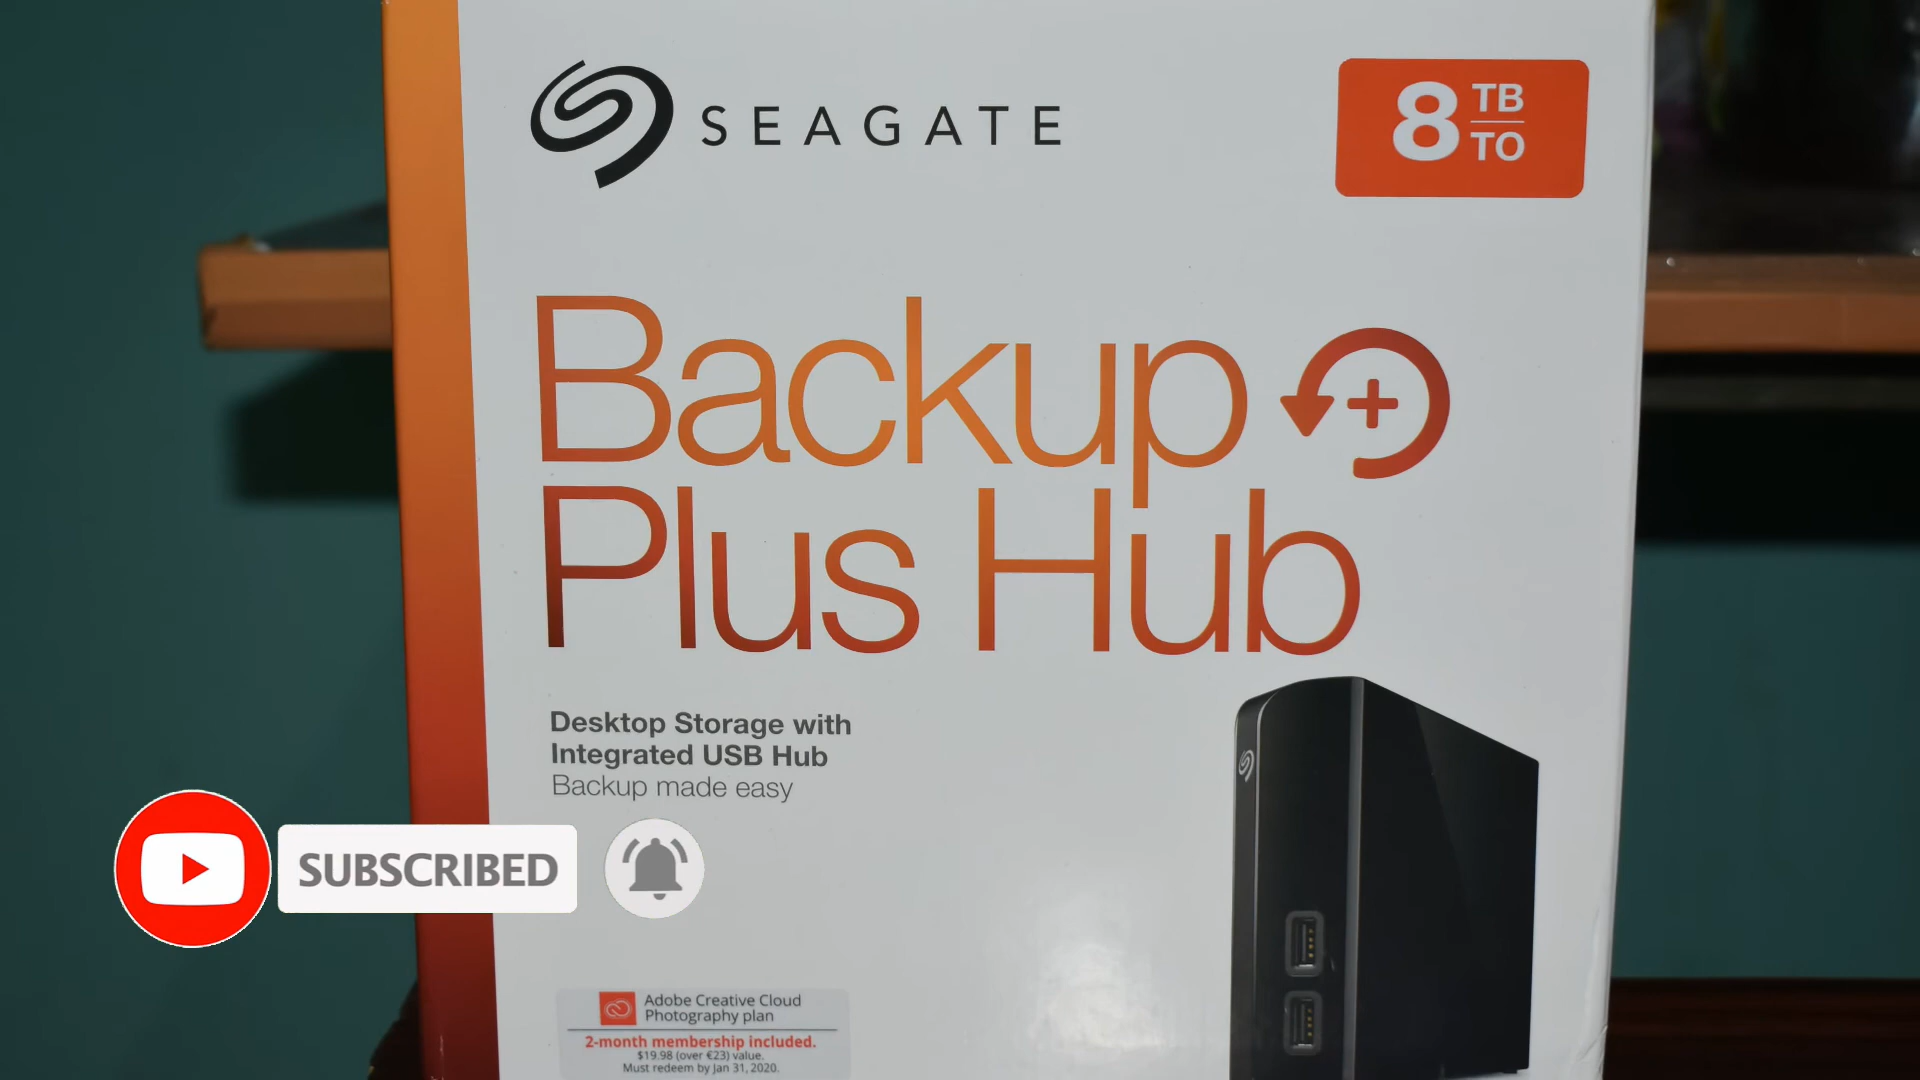 SEAGATE
8 TB
TO
Backup
Plus Hub
Desktop Storage with
Integrated USB Hub
Backup made easy
SUBSCRIBED
Adobe Creative Cloud
Photography plan
2-month membership included.
$19.98 (over €23) value.
Must redeem by Jan 31, 2020.